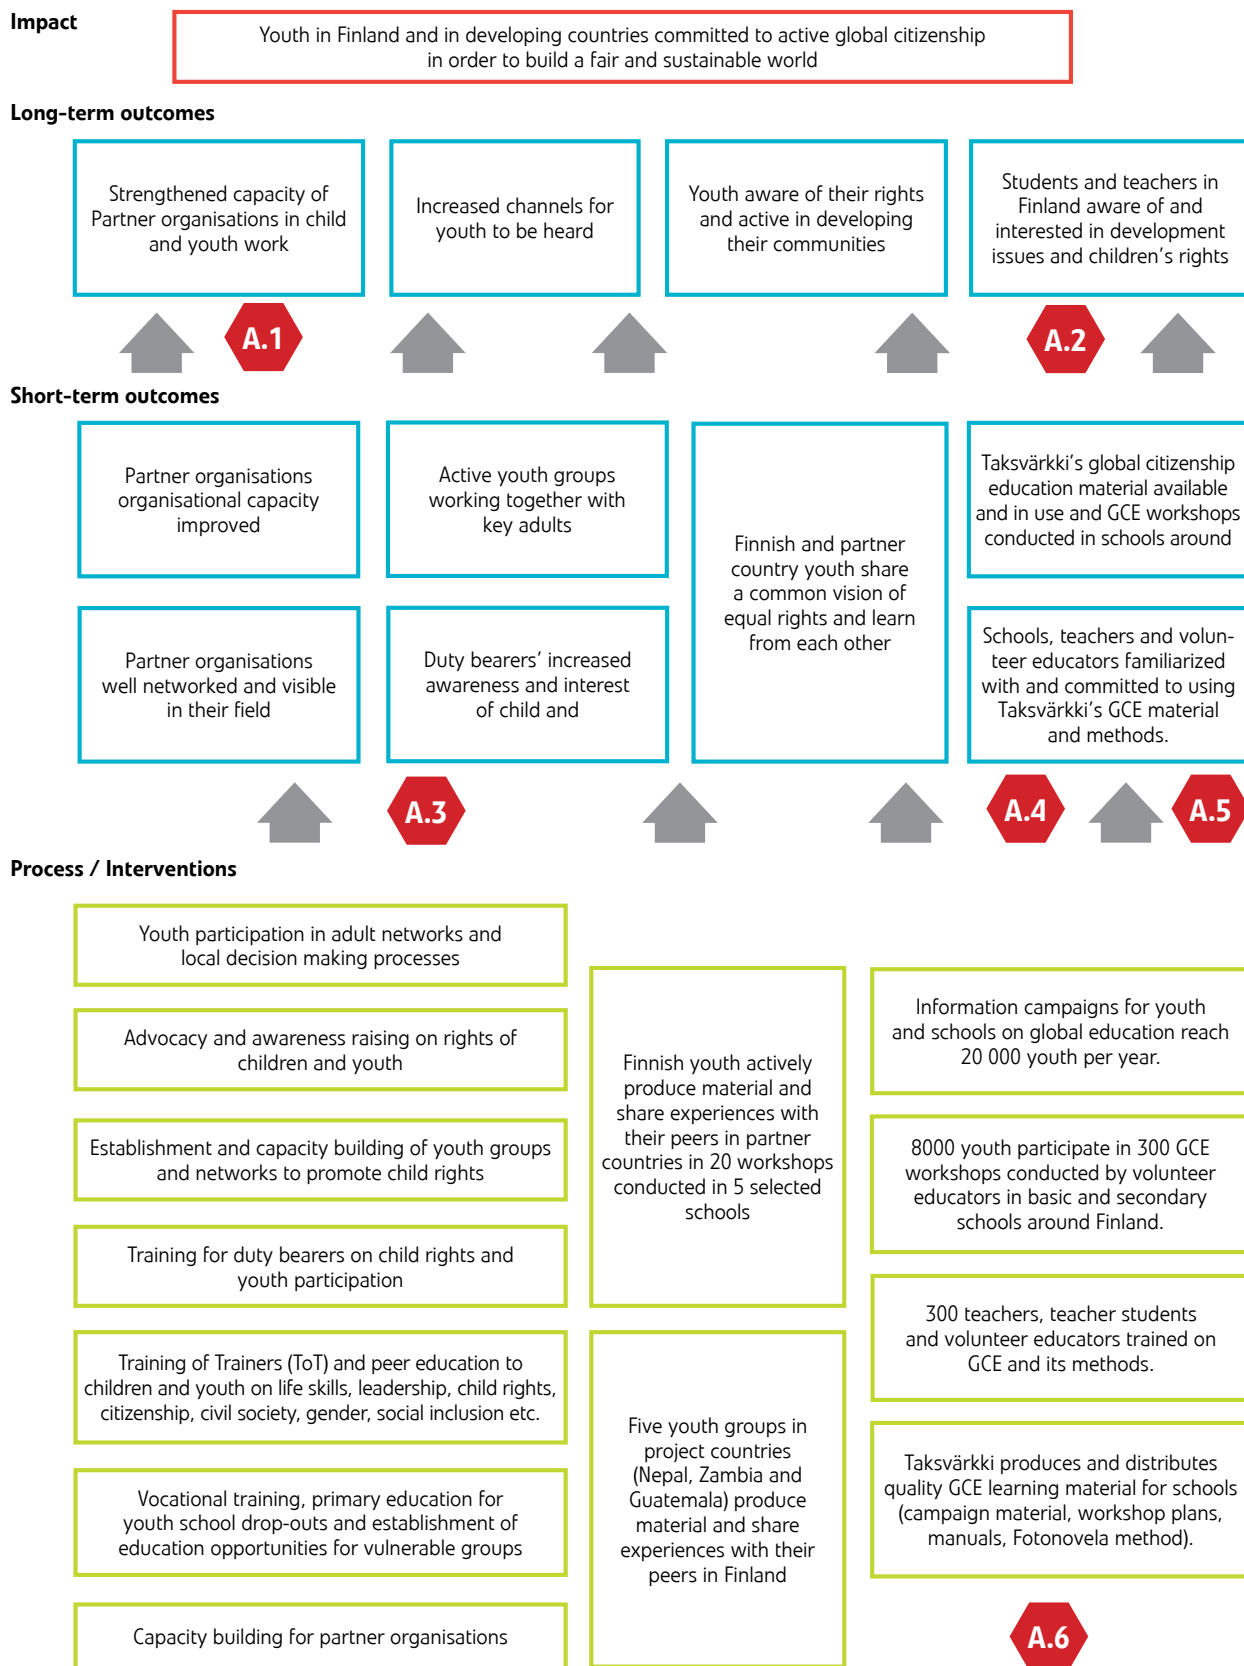 Impact
Youth in Finland and in developing countries committed to active global citizenship
in order to build a fair and sustainable world
Long-term outcomes
Strengthened capacity of
Partner organisations in child
and youth work
Increased channels for
youth to be heard
Youth aware of their rights
and active in developing
their communities
Students and teachers in
Finland aware of and
interested in development
issues and children's rights
A.1
A.2
Short-term outcomes
Partner organisations
organisational capacity
improved
Active youth groups
working together with
key adults
Finnish and partner
country youth share
a common vision of
equal rights and learn
from each other
Taksvärkki's global citizenship
education material available
and in use and GCE workshops
conducted in schools around
Partner organisations
well networked and visible
in their field
Duty bearers' increased
awareness and interest
of child and
Schools, teachers and volun-
teer educators familiarized
with and committed to using
Taksvärkki's GCE material
and methods.
A.3
A.4
A.5
Process / Interventions
Youth participation in adult networks and
local decision making processes
Advocacy and awareness raising on rights of
children and youth
Establishment and capacity building of youth groups
and networks to promote child rights
Training for duty bearers on child rights and
youth participation
Training of Trainers (ToT) and peer education to
children and youth on life skills, leadership, child rights,
citizenship, civil society, gender, social inclusion etc.
Vocational training, primary education for
youth school drop-outs and establishment of
education opportunities for vulnerable groups
Capacity building for partner organisations
Finnish youth actively
produce material and
share experiences with
their peers in partner
countries in 20 workshops
conducted in 5 selected
schools
Five youth groups in
project countries
(Nepal, Zambia and
Guatemala) produce
material and share
experiences with their
peers in Finland
Information campaigns for youth
and schools on global education reach
20 000 youth per year.
8000 youth participate in 300 GCE
workshops conducted by volunteer
educators in basic and secondary
schools around Finland.
300 teachers, teacher students
and volunteer educators trained on
GCE and its methods.
Taksvärkki produces and distributes
quality GCE learning material for schools
(campaign material, workshop plans,
manuals, Fotonovela method).
A.6